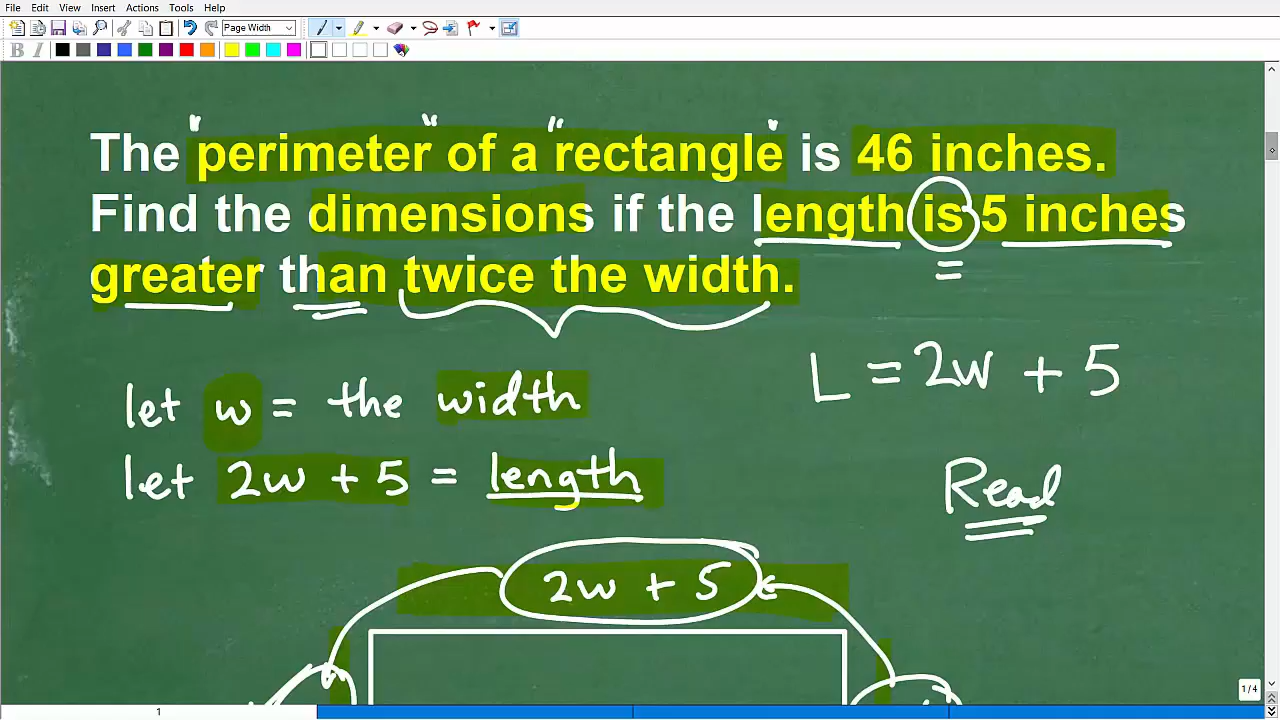 File Edit View Insert Actions Tools Help
Page Width
B I
The "perimeter" of a "rectangle" is 46 inches.
Find the dimensions if the length is 5 inches
=
greater than twice the width.
L = 2w + 5
let w = the width
let 2w + 5 = length
Read
2w + 5
1/4
1